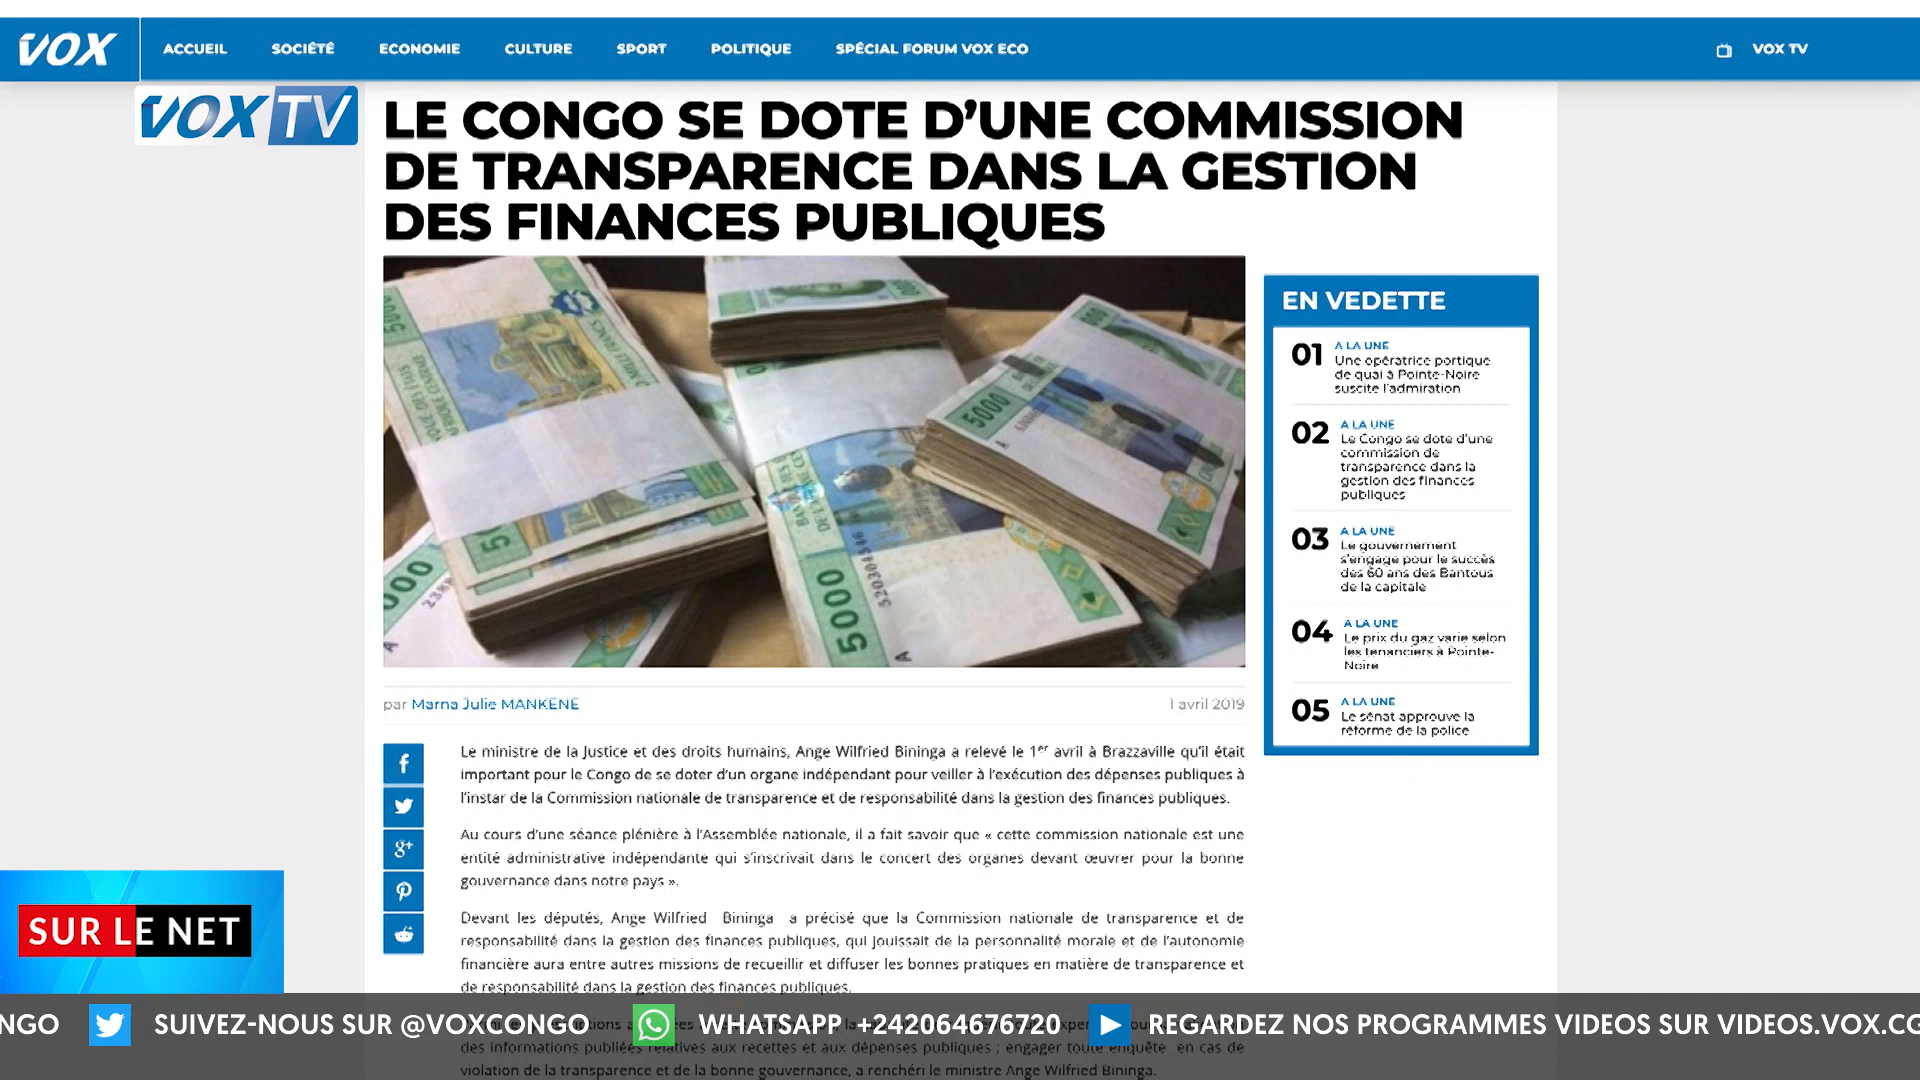 VOX
ACCUEIL
SOCIÉTÉ
ECONOMIE
CULTURE
SPORT
POLITIQUE
SPÉCIAL FORUM VOX ECO
VOX TV
VOX TV
LE CONGO SE DOTE D’UNE COMMISSION
DE TRANSPARENCE DANS LA GESTION
DES FINANCES PUBLIQUES
5000
5000
5000
520304546
EN VEDETTE
01
A LA UNE
Une opératrice portique
de quai à Pointe-Noire
suscite l’admiration
02
A LA UNE
Le Congo se dote d’une
commission de
transparence dans la
gestion des finances
publiques
03
A LA UNE
Le gouvernement
s’engage pour le succès
des 60 ans des Bantous
de la capitale
04
A LA UNE
Le prix du gaz varie selon
les tenanciers à Pointe-
Noire
05
A LA UNE
Le sénat approuve la
réforme de la police
par Marna Julie MANKENE
1 avril 2019
Le ministre de la Justice et des droits humains, Ange Wilfried Bininga a relevé le 1er avril à Brazzaville qu’il était
important pour le Congo de se doter d’un organe indépendant pour veiller à l’exécution des dépenses publiques à
l’instar de la Commission nationale de transparence et de responsabilité dans la gestion des finances publiques.
Au cours d’une séance plénière à l’Assemblée nationale, il a fait savoir que « cette commission nationale est une
entité administrative indépendante qui s’inscrivait dans le concert des organes devant œuvrer pour la bonne
gouvernance dans notre pays ».
Devant les députés, Ange Wilfried Bininga a précisé que la Commission nationale de transparence et de
responsabilité dans la gestion des finances publiques, qui jouissait de la personnalité morale et de l’autonomie
financière aura entre autres missions de recueillir et diffuser les bonnes pratiques en matière de transparence et
de responsabilité dans la gestion des finances publiques.
des informations publiées relatives aux recettes et aux dépenses publiques ; engager toute enquête en cas de
violation de la transparence et de la bonne gouvernance, a renchéri le ministre Ange Wilfried Bininga.
SUR LE NET
NGO
SUIVEZ-NOUS SUR @VOXCONGO
WHATSAPP +242064676720
REGARDEZ NOS PROGRAMMES VIDEOS SUR VIDEOS.VOX.CG